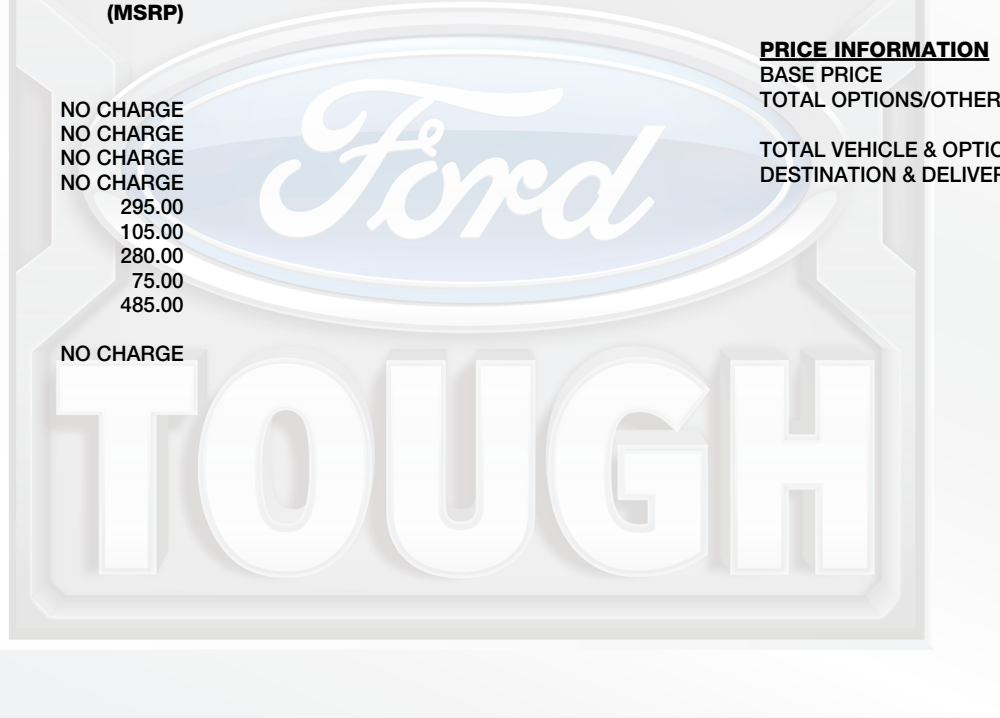 (MSRP)
NO CHARGE
NO CHARGE
NO CHARGE
NO CHARGE
295.00
105.00
280.00
75.00
485.00
NO CHARGE
PRICE INFORMATION
BASE PRICE
TOTAL OPTIONS/OTHER
TOTAL VEHICLE & OPTIO
DESTINATION & DELIVER
Ford
TOUGH